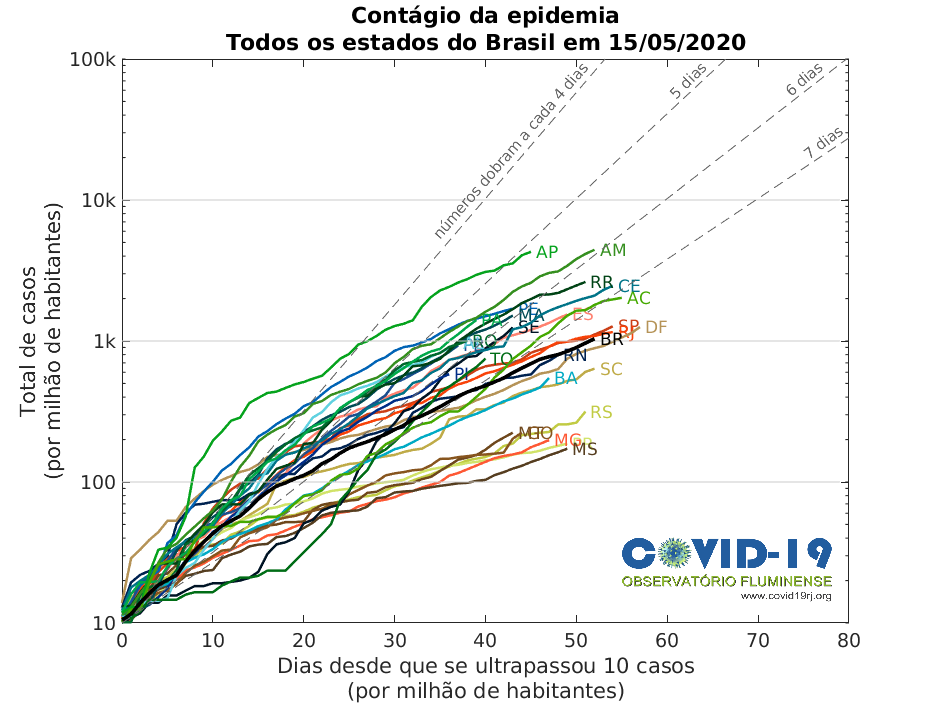 Contágio da epidemia
Todos os estados do Brasil em 15/05/2020
100k
10k
1k
100
10
Total de casos
(por milhão de habitantes)
números dobram a cada 4 dias
5 dias
6 dias
7 dias
AP
AM
RR
CE
AC
PE
MA
ES
SE
SP
DF
RO
BR
RN
TO
PI
SC
BA
RS
MT
GO
MG
MS
COVID-19
OBSERVATÓRIO FLUMINENSE
www.covid19rj.org
0
10
20
30
40
50
60
70
80
Dias desde que se ultrapassou 10 casos
(por milhão de habitantes)